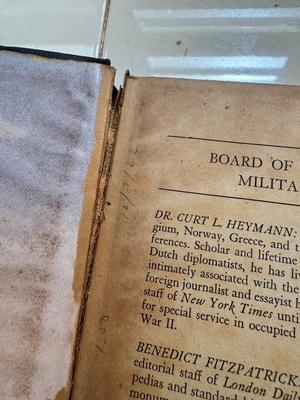 BOARD OF
MILITA
DR. CURT L. HEYMANN:
gium, Norway, Greece, and t
ferences. Scholar and lifetime
Dutch diplomatists, he has liv
intimately associated with the
foreign journalist and essayist h
staff of New York Times until
for special service in occupied
War II.
BENEDICT FITZPATRICK
editorial staff of London Dail
pedias and standard
monum